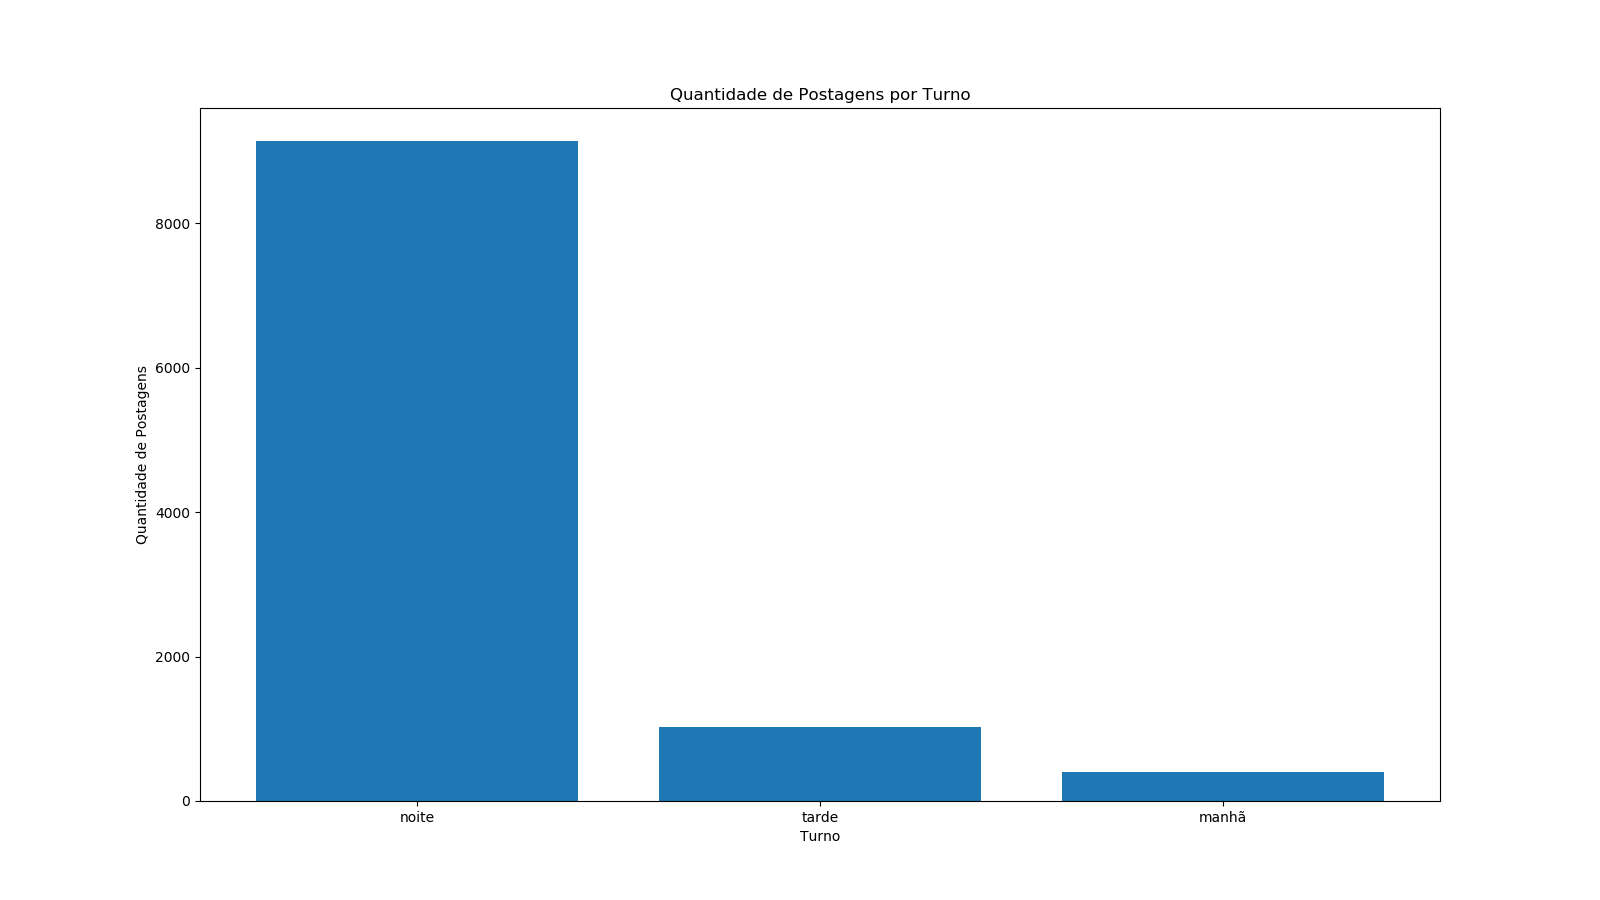 Quantidade de Postagens por Turno
Quantidade de Postagens
8000
6000
4000
2000
0
noite
tarde
manhã
Turno